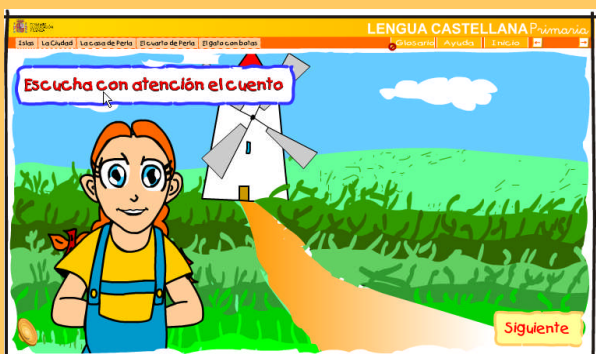 LENGUA CASTELLANA Primaria
Islas La Ciudad La casa de Perla El cuarto de Perla El gato con botas Glosario Ayuda Inicio
Escucha con atención el cuento
Siguiente